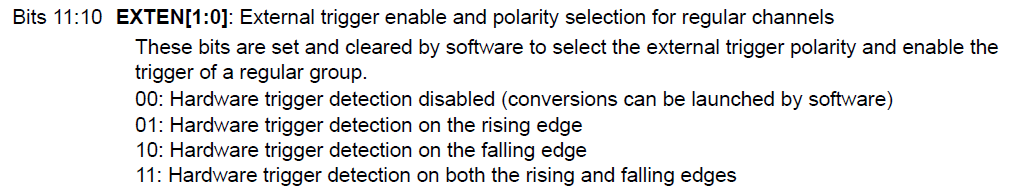 Bits 11:10 EXTEN[1:0]: External trigger enable and polarity selection for regular channels
These bits are set and cleared by software to select the external trigger polarity and enable the
trigger of a regular group.
00: Hardware trigger detection disabled (conversions can be launched by software)
01: Hardware trigger detection on the rising edge
10: Hardware trigger detection on the falling edge
11: Hardware trigger detection on both the rising and falling edges